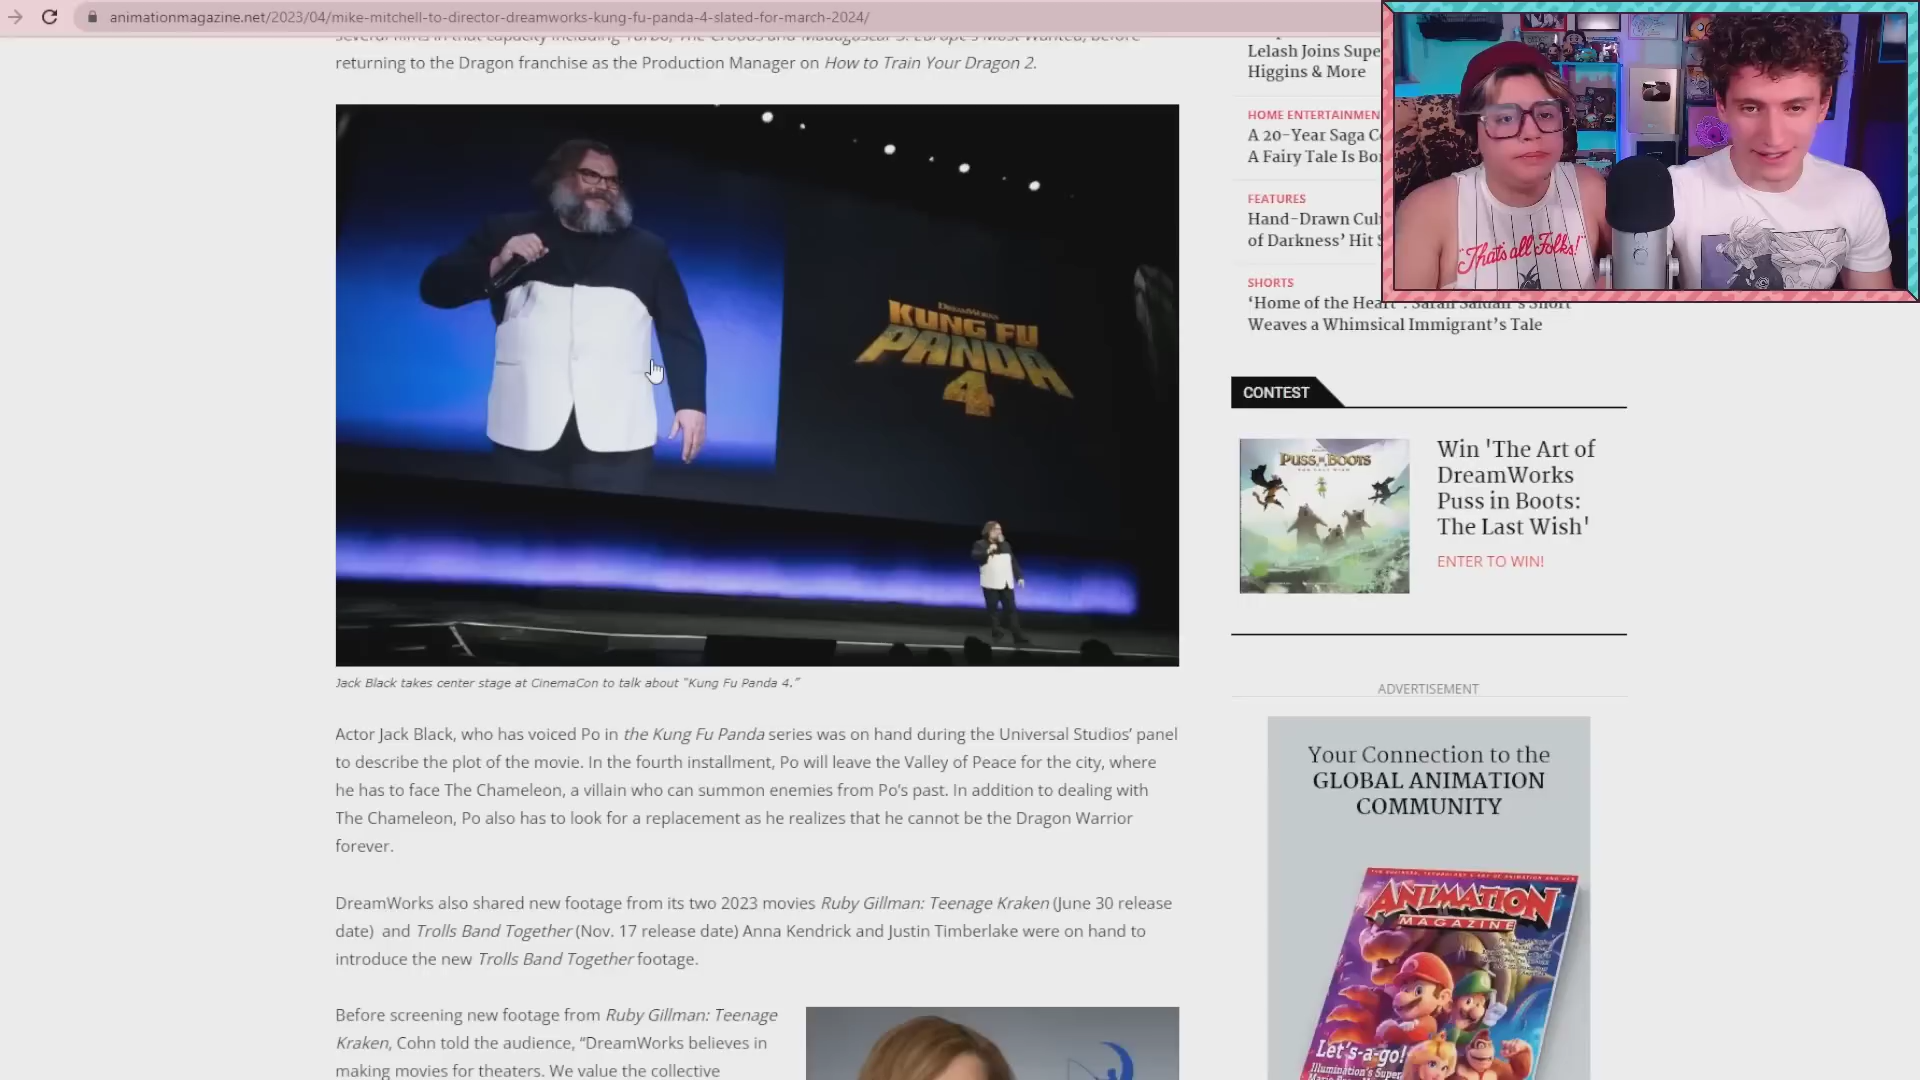 animationmagazine.net/2023/04/mike-mitchell-to-director-dreamworks-kung-fu-panda-4-slated-for-march-2024/
several films in that capacity including Turbo, The Croods and Madagascar 3: Europe's Most Wanted, before
returning to the Dragon franchise as the Production Manager on How to Train Your Dragon 2.
DREAMWORKS
KUNG FU
PANDA
4
Jack Black takes center stage at CinemaCon to talk about "Kung Fu Panda 4."
Actor Jack Black, who has voiced Po in the Kung Fu Panda series was on hand during the Universal Studios' panel
to describe the plot of the movie. In the fourth installment, Po will leave the Valley of Peace for the city, where
he has to face The Chameleon, a villain who can summon enemies from Po's past. In addition to dealing with
The Chameleon, Po also has to look for a replacement as he realizes that he cannot be the Dragon Warrior
forever.
DreamWorks also shared new footage from its two 2023 movies Ruby Gillman: Teenage Kraken (June 30 release
date) and Trolls Band Together (Nov. 17 release date) Anna Kendrick and Justin Timberlake were on hand to
introduce the new Trolls Band Together footage.
Before screening new footage from Ruby Gillman: Teenage
Kraken, Cohn told the audience, “DreamWorks believes in
making movies for theaters. We value the collective
Lelash Joins Supe
Higgins & More
HOME ENTERTAINMEN
A 20-Year Saga C
A Fairy Tale Is Bo
FEATURES
Hand-Drawn Cul
of Darkness’ Hit S
SHORTS
‘Home of the Heart’: Sarah Saidan’s Short
Weaves a Whimsical Immigrant’s Tale
"That's all Folks!"
CONTEST
PUSS IN BOOTS
THE LAST WISH
Win 'The Art of
DreamWorks
Puss in Boots:
The Last Wish'
ENTER TO WIN!
ADVERTISEMENT
Your Connection to the
GLOBAL ANIMATION
COMMUNITY
ANIMATION
MAGAZINE
Let's-a-go!
Illumination's Super